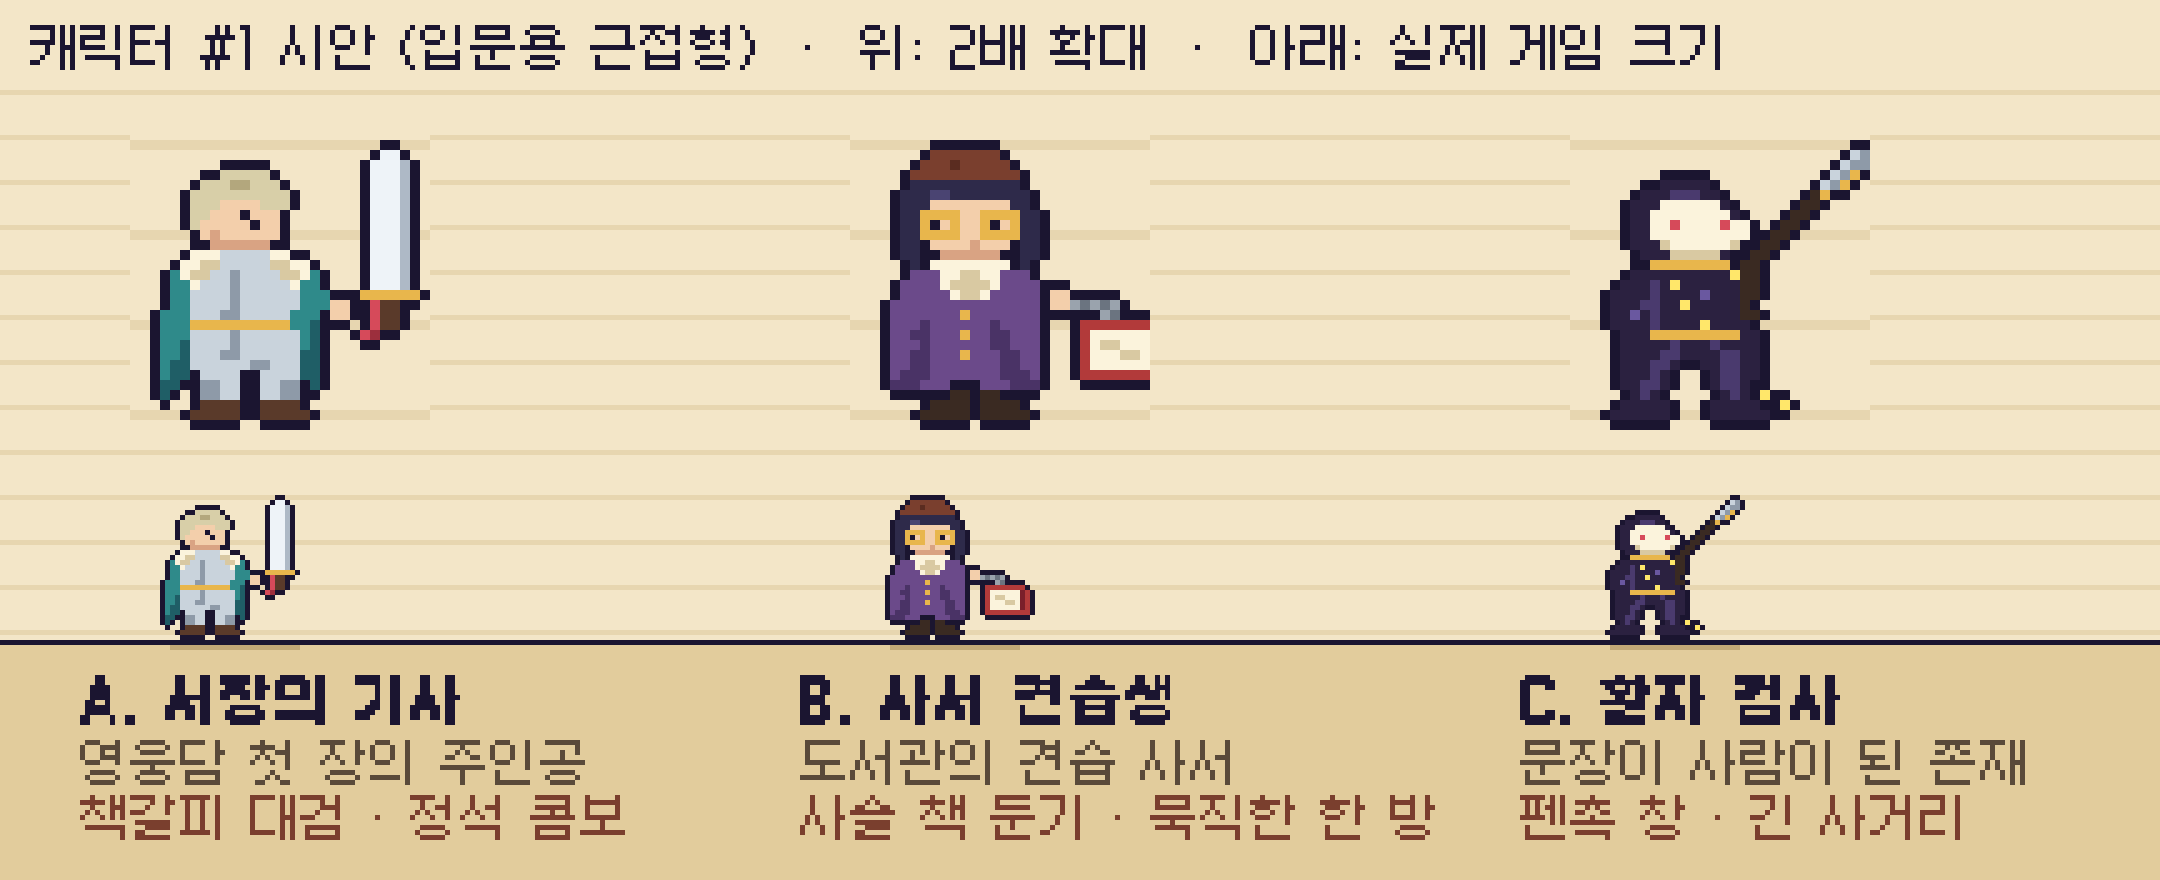 캐릭터 #1 시안 (입문용 근접형) · 위: 2배 확대 · 아래: 실제 게임 크기
A. 서장의 기사
영웅담 첫 장의 주인공
책갈피 대검 · 정석 콤보
B. 사서 견습생
도서관의 견습 사서
사슬 책 둔기 · 묵직한 한 방
C. 활자 검사
문장이 사람이 된 존재
펜촉 창 · 긴 사거리